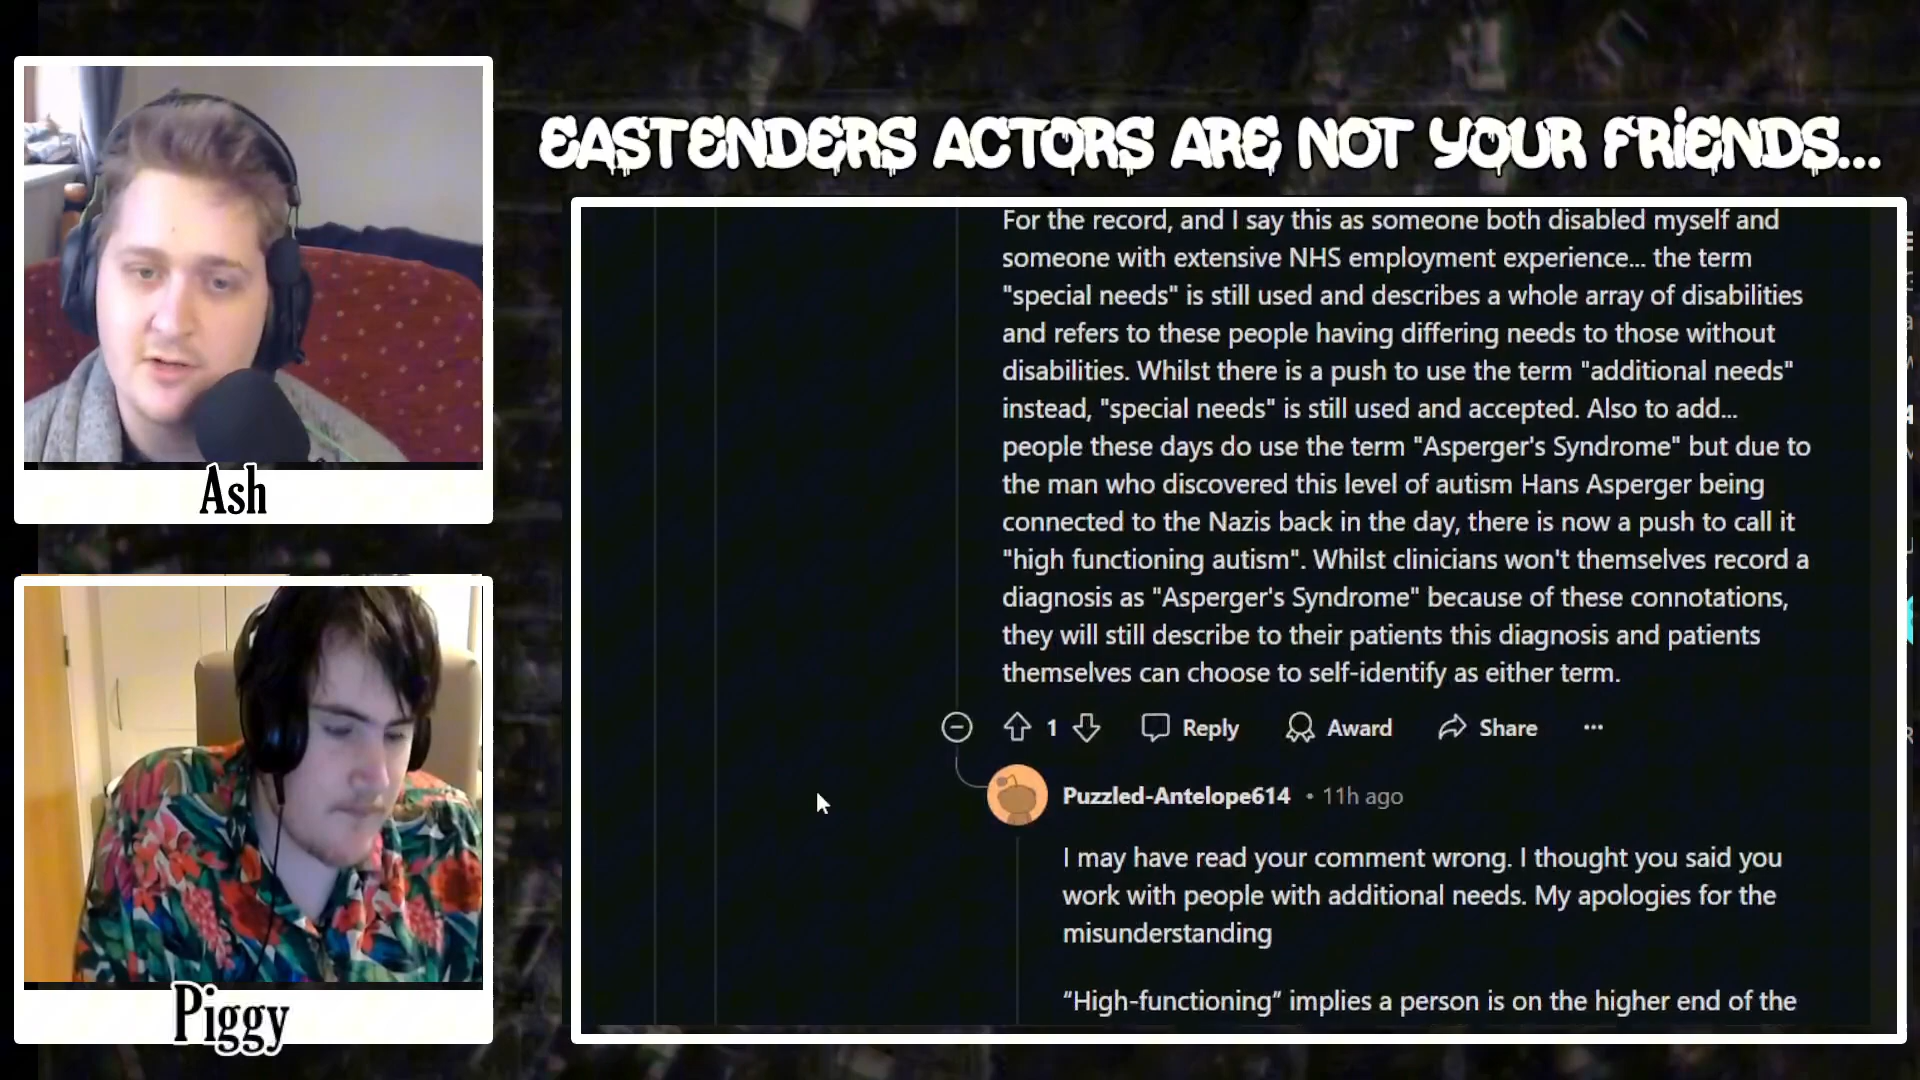 EASTENDERS ACTORS ARE NOT YOUR FRIENDS...
Ash
Piggy
For the record, and I say this as someone both disabled myself and
someone with extensive NHS employment experience... the term
"special needs" is still used and describes a whole array of disabilities
and refers to these people having differing needs to those without
disabilities. Whilst there is a push to use the term "additional needs"
instead, "special needs" is still used and accepted. Also to add...
people these days do use the term "Asperger's Syndrome" but due to
the man who discovered this level of autism Hans Asperger being
connected to the Nazis back in the day, there is now a push to call it
"high functioning autism". Whilst clinicians won't themselves record a
diagnosis as "Asperger's Syndrome" because of these connotations,
they will still describe to their patients this diagnosis and patients
themselves can choose to self-identify as either term.
1 Reply Award Share ...
Puzzled-Antelope614 • 11h ago
I may have read your comment wrong. I thought you said you
work with people with additional needs. My apologies for the
misunderstanding
“High-functioning” implies a person is on the higher end of the